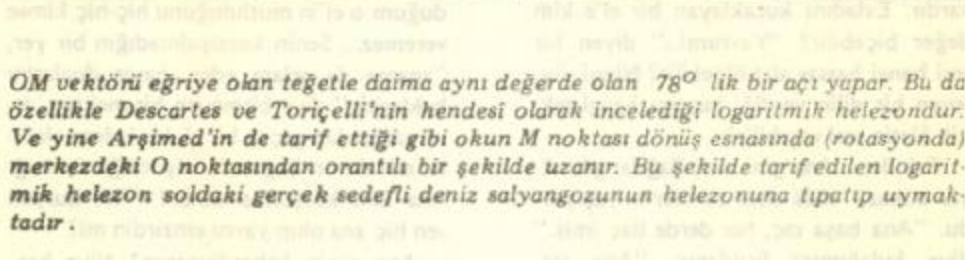 OM vektörü eğriye olan teğetle daima aynı değerde olan 78° lik bir açı yapar. Bu da
özellikle Descartes ve Toriçelli'nin hendesi olarak incelediği logaritmik helezondur.
Ve yine Arşimed'in de tarif ettiği gibi okun M noktası dönüş esnasında (rotasyonda)
merkezdeki O noktasından orantılı bir şekilde uzanır. Bu şekilde tarif edilen logarit-
mik helezon soldaki gerçek sedefli deniz salyangozunun helezonuna tıpatıp uymak-
tadır.